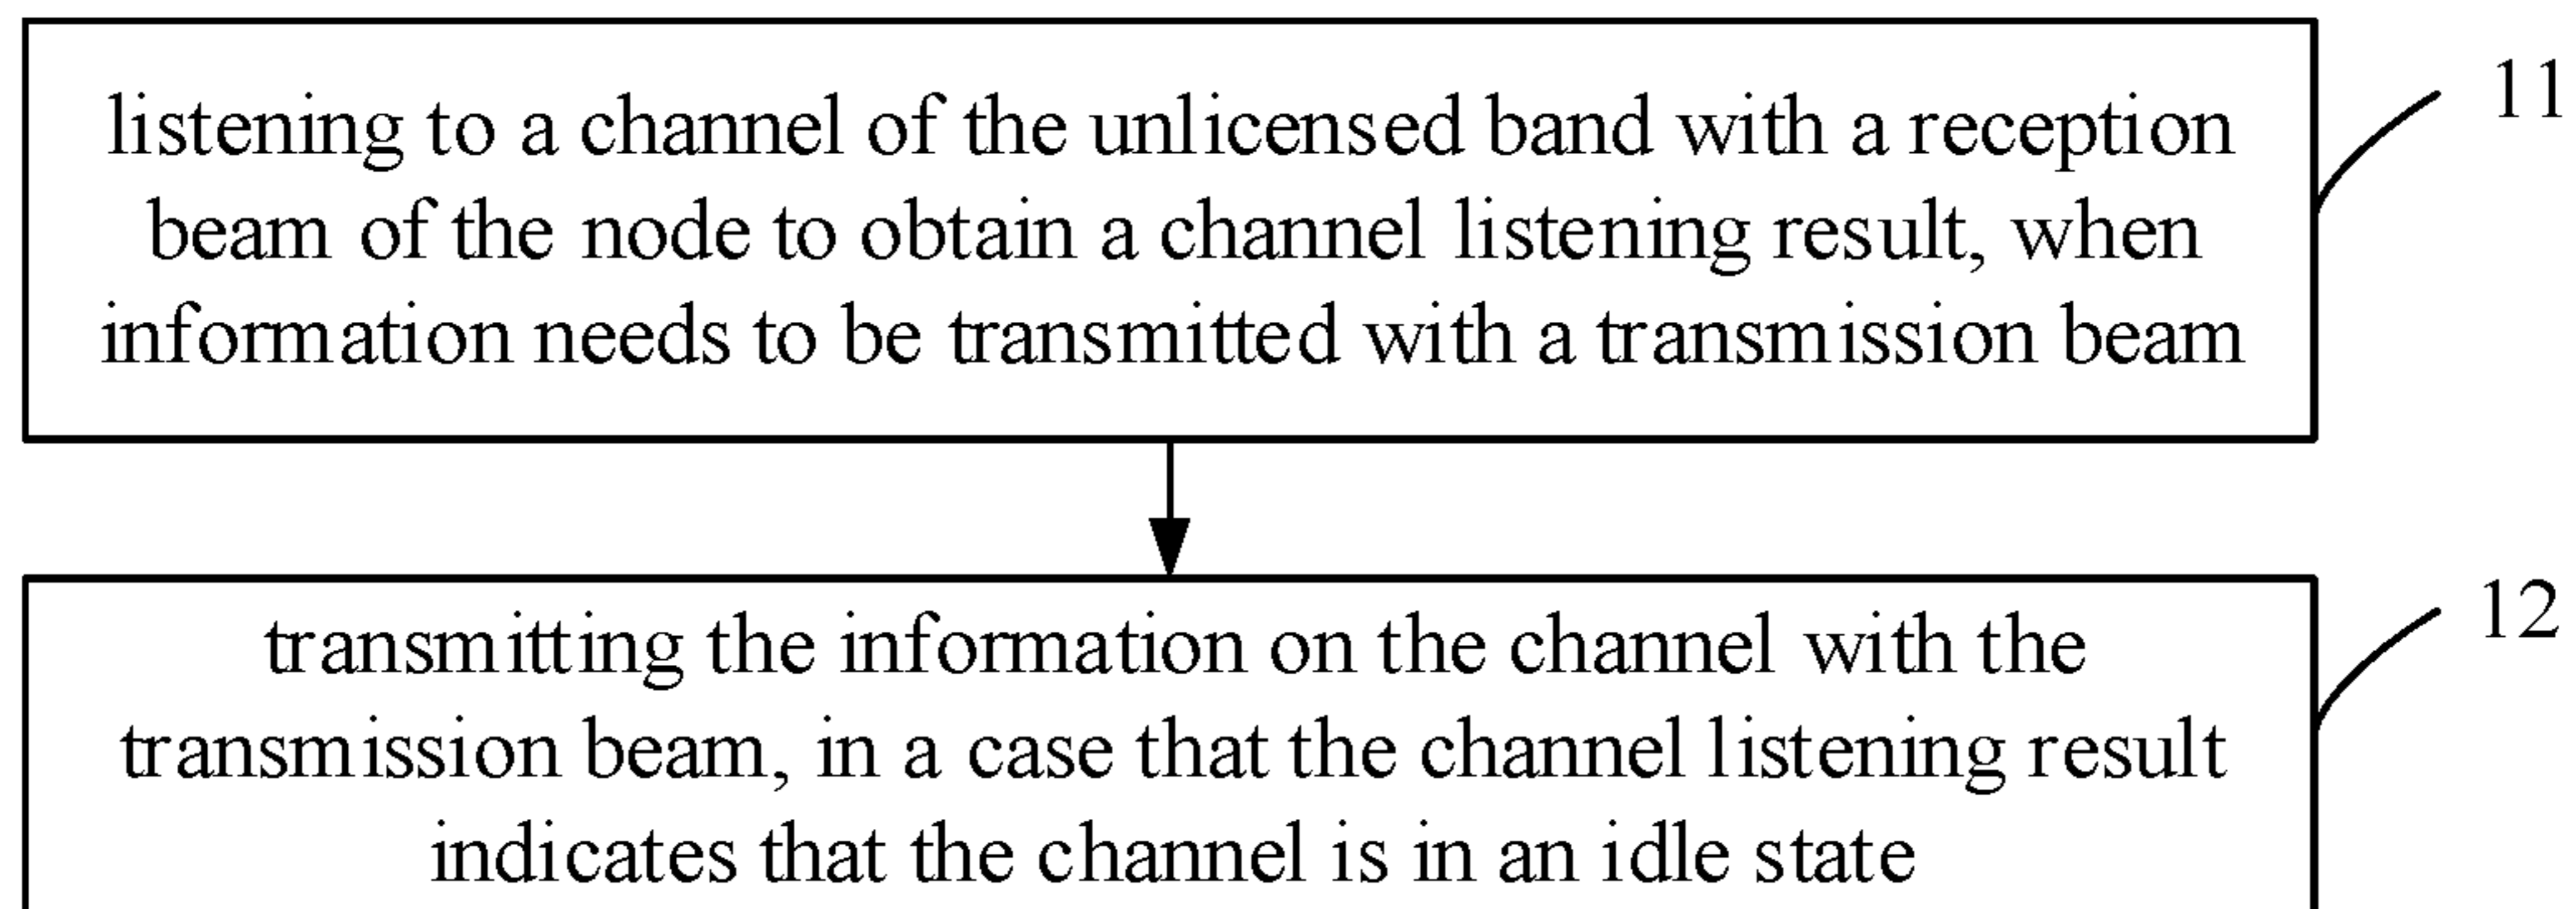 listening to a channel of the unlicensed band with a reception
11
beam of the node to obtain a channel listening result, when
information needs to be transmitted with a transmission beam
transmitting the information on the channel with the
12
transmission beam, in a case that the channel listening result
indicates that the channel is in an idle state